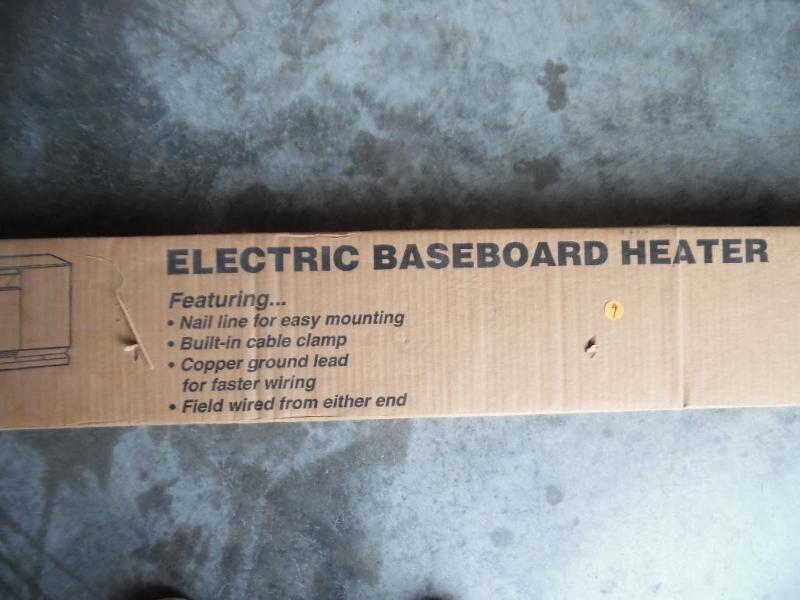 ELECTRIC BASEBOARD HEATER
Featuring...
• Nail line for easy mounting
• Built-in cable clamp
• Copper ground lead
for faster wiring
• Field wired from either end
9